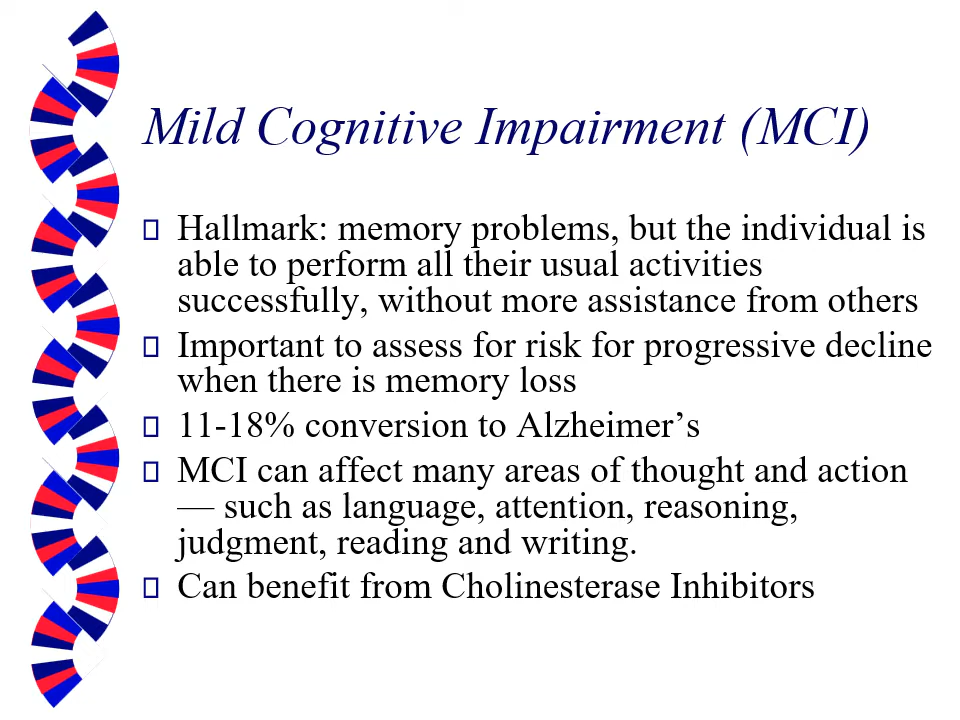 Mild Cognitive Impairment (MCI)
Hallmark: memory problems, but the individual is
able to perform all their usual activities
successfully, without more assistance from others
Important to assess for risk for progressive decline
when there is memory loss
11-18% conversion to Alzheimer’s
MCI can affect many areas of thought and action
— such as language, attention, reasoning,
judgment, reading and writing.
Can benefit from Cholinesterase Inhibitors